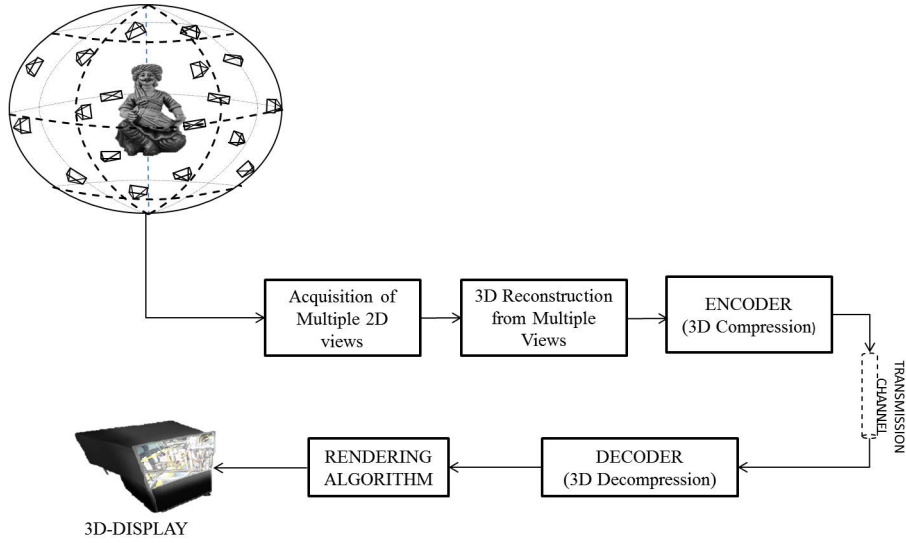 Acquisition of
Multiple 2D
views
3D Reconstruction
from Multiple
Views
ENCODER
(3D Compression)
TRANSMISSION
CHANNEL
DECODER
(3D Decompression)
RENDERING
ALGORITHM
3D-DISPLAY